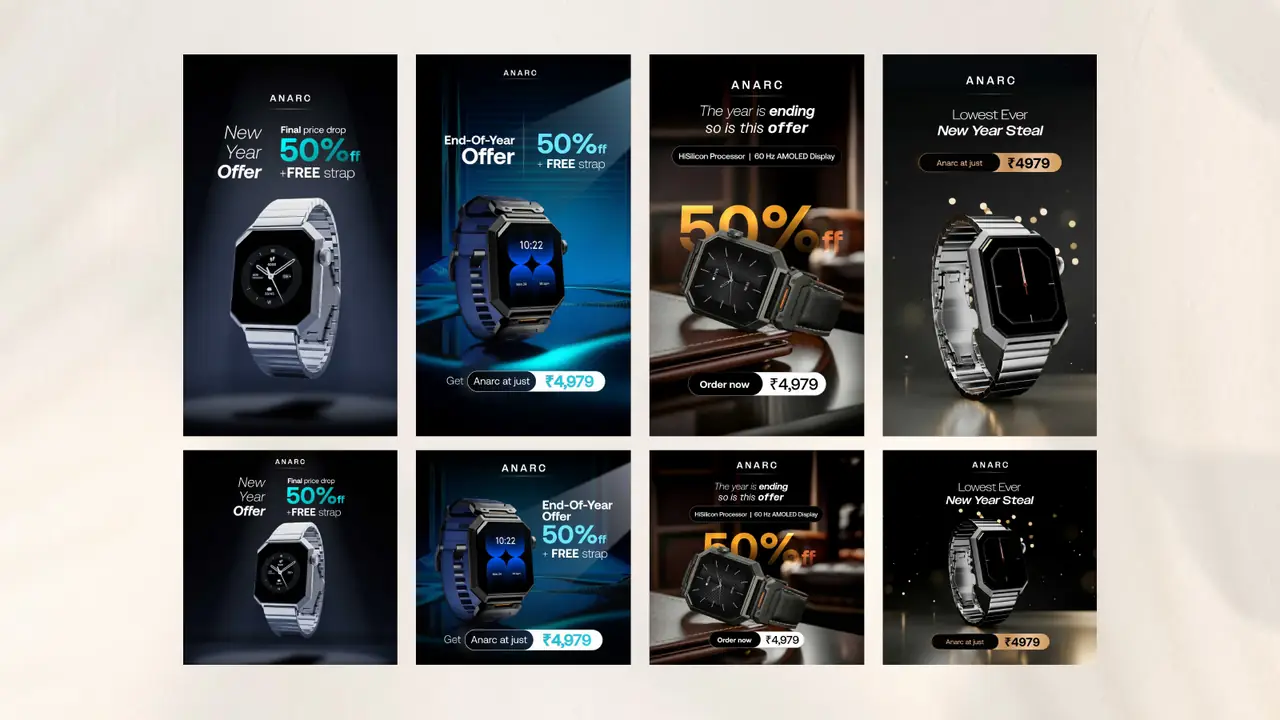 ANARC
New
Year
Offer
Final price drop
50%ff
+FREE strap
ANARC
End-Of-Year
Offer
50%ff
+ FREE strap
10:22
Get Anarc at just ₹4,979
ANARC
The year is ending
so is this offer
HiSilicon Processor | 60 Hz AMOLED Display
50%ff
Order now ₹4,979
ANARC
Lowest Ever
New Year Steal
Anarc at just ₹4979
ANARC
New
Year
Offer
Final price drop
50%ff
+FREE strap
ANARC
End-Of-Year
Offer
50%ff
+ FREE strap
10:22
Get Anarc at just ₹4,979
ANARC
The year is ending
so is this offer
HiSilicon Processor | 60 Hz AMOLED Display
50%ff
Order now ₹4,979
ANARC
Lowest Ever
New Year Steal
Anarc at just ₹4979